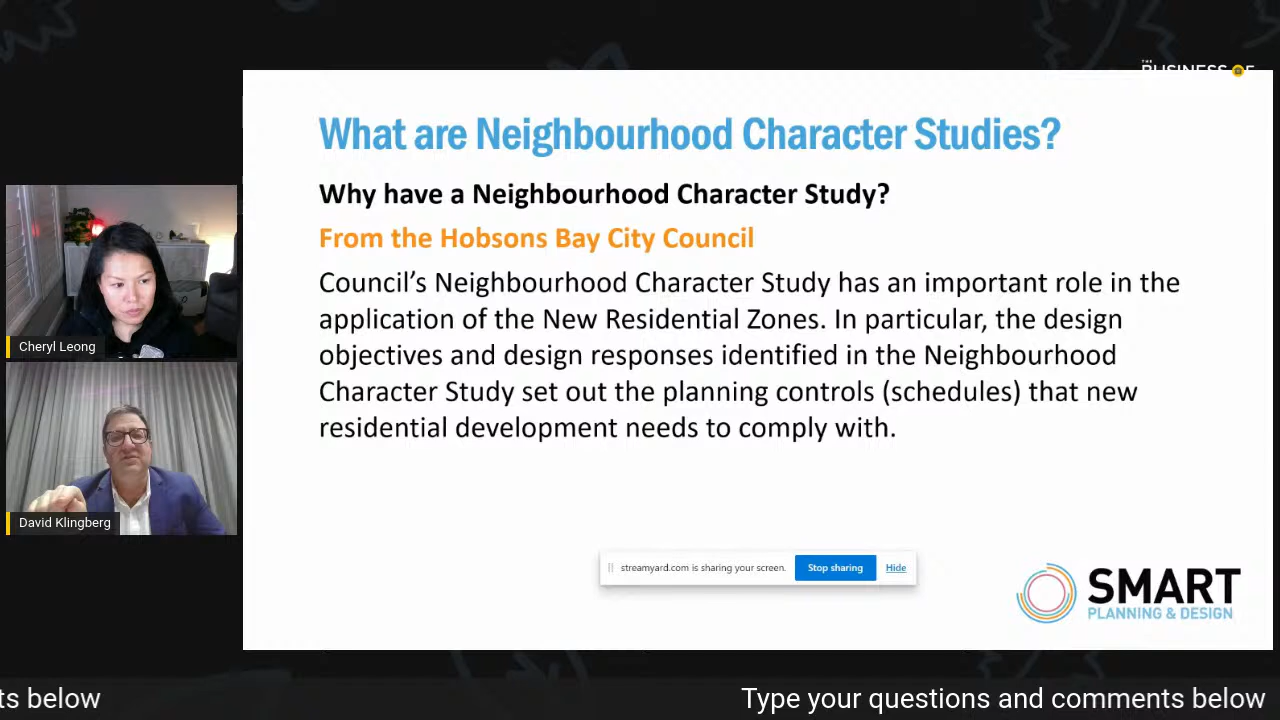 THE
BUSINESS OF
What are Neighbourhood Character Studies?
Why have a Neighbourhood Character Study?
From the Hobsons Bay City Council
Council’s Neighbourhood Character Study has an important role in the
application of the New Residential Zones. In particular, the design
objectives and design responses identified in the Neighbourhood
Character Study set out the planning controls (schedules) that new
residential development needs to comply with.
Cheryl Leong
David Klingberg
streamyard.com is sharing your screen.
Stop sharing
Hide
SMART
PLANNING & DESIGN
ts below
Type your questions and comments below